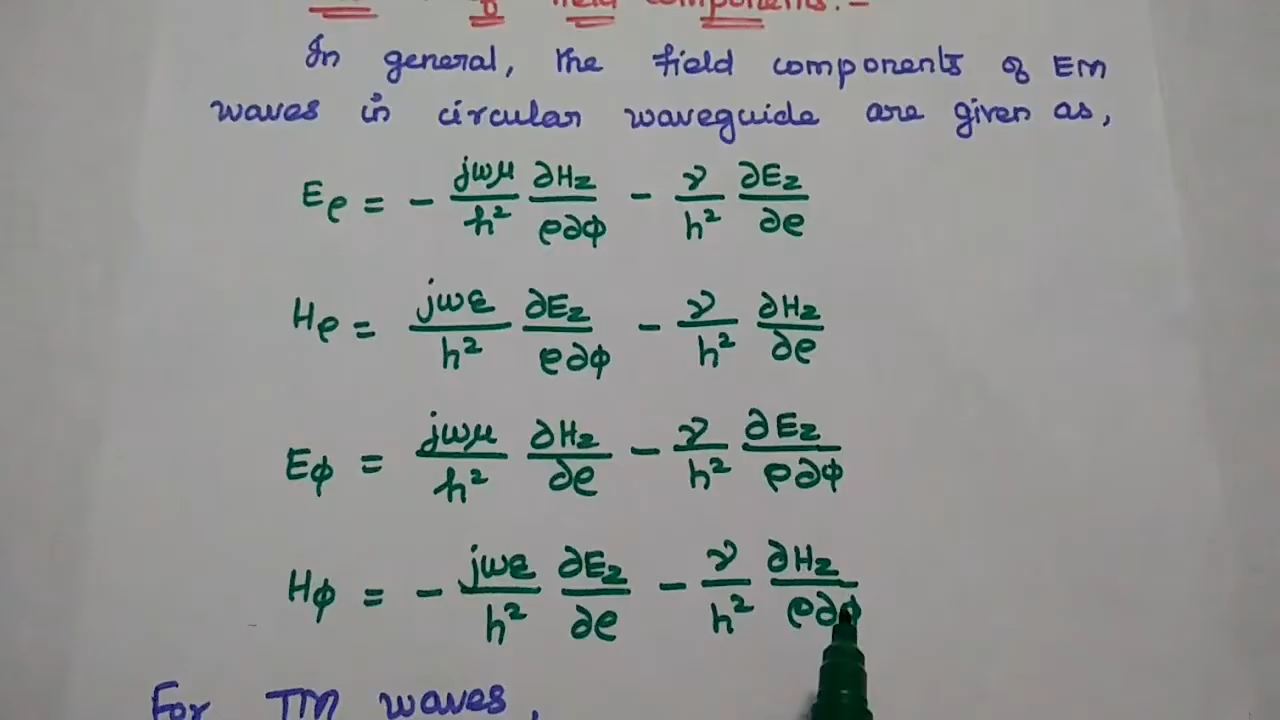 field components:-
In general, the field components of EM
waves in circular waveguide are given as,
Eρ = - jωμ/h² ∂Hz/ρ∂φ - γ/h² ∂Ez/∂ρ
Hρ = jωε/h² ∂Ez/ρ∂φ - γ/h² ∂Hz/∂ρ
Eφ = jωμ/h² ∂Hz/∂ρ - γ/h² ∂Ez/ρ∂φ
Hφ = - jωε/h² ∂Ez/∂ρ - γ/h² ∂Hz/ρ∂φ
For TM waves,